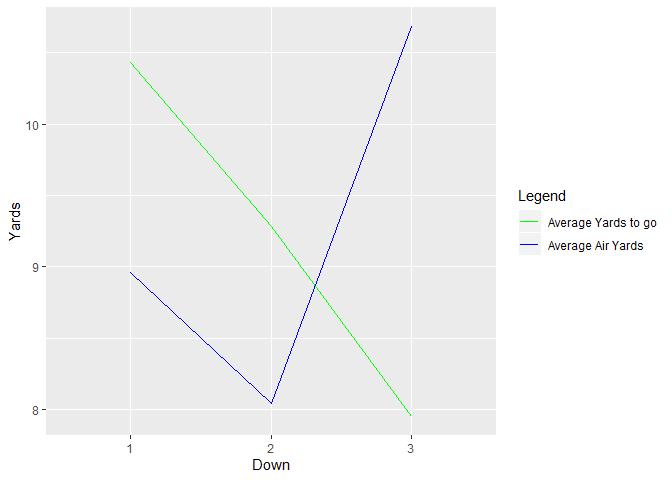 10
9
8
Yards
1
2
3
Down
Legend
Average Yards to go
Average Air Yards